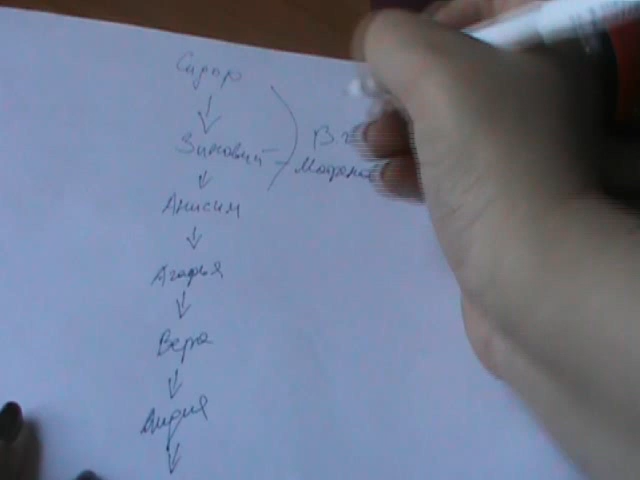 Сидор
Зиновий
Анисим
Агафья
Вера
Лидия